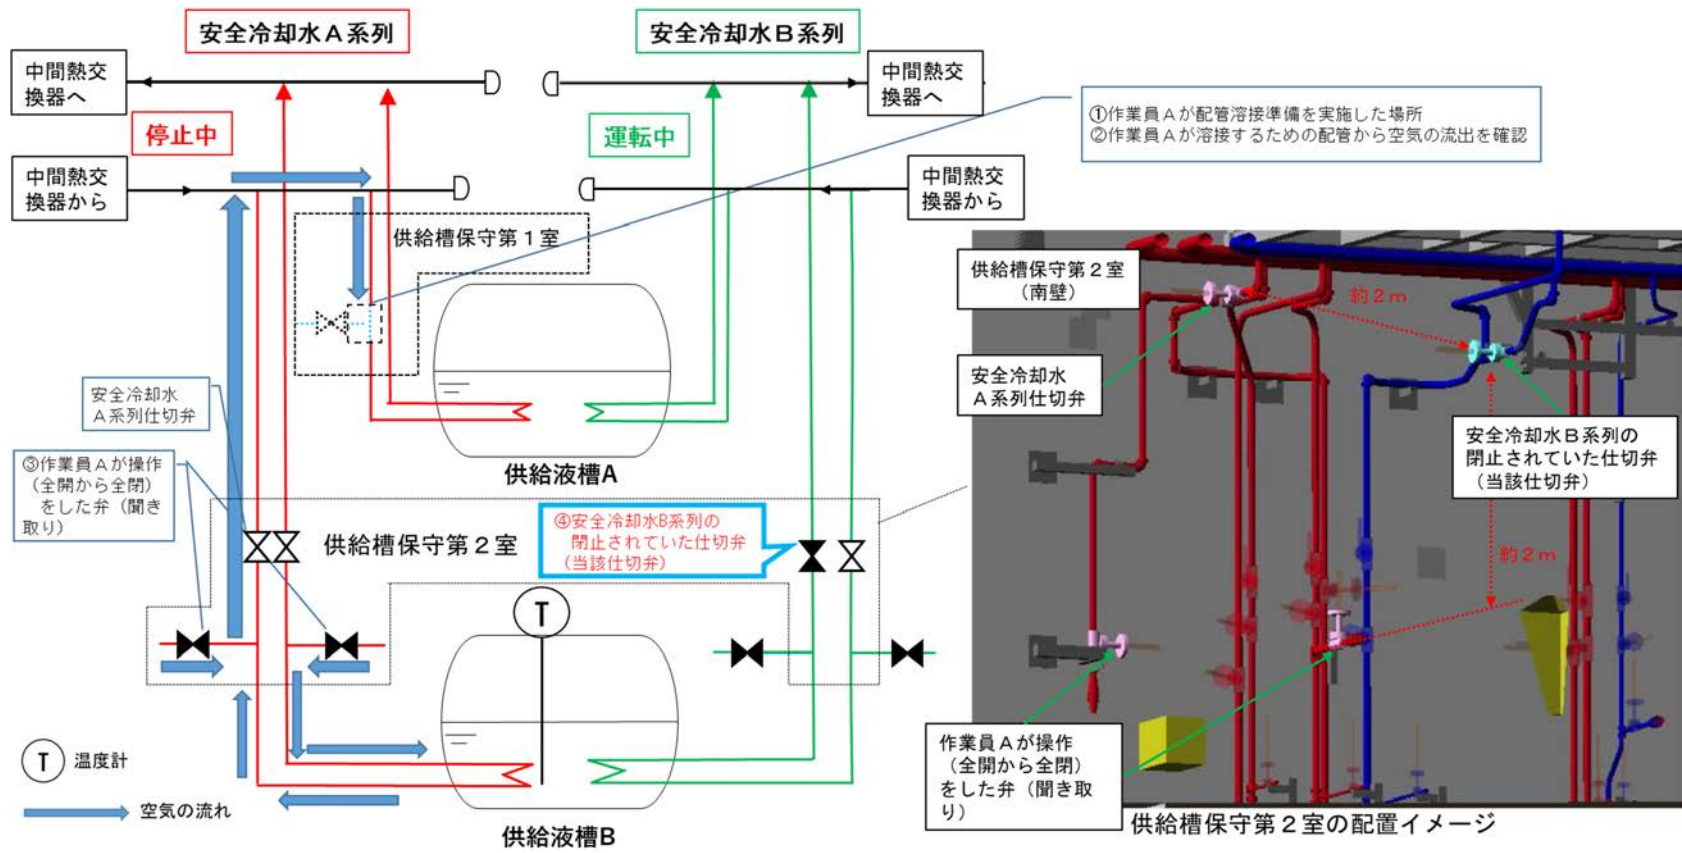 安全冷却水A系列
安全冷却水B系列
中間熱交
換器へ
中間熱交
換器へ
停止中
運転中
①作業員Aが配管溶接準備を実施した場所
②作業員Aが溶接するための配管から空気の流出を確認
中間熱交
換器から
中間熱交
換器から
供給槽保守第1室
供給槽保守第2室
(南壁)
約2m
安全冷却水
A系列仕切弁
安全冷却水
A系列仕切弁
安全冷却水B系列の
閉止されていた仕切弁
(当該仕切弁)
③作業員Aが操作
(全開から全閉)
をした弁(聞き
取り)
供給液槽A
供給槽保守第2室
④安全冷却水B系列の
閉止されていた仕切弁
(当該仕切弁)
約2m
T
作業員Aが操作
(全開から全閉)
をした弁(聞き取
り)
T 温度計
空気の流れ
供給液槽B
供給槽保守第2室の配置イメージ